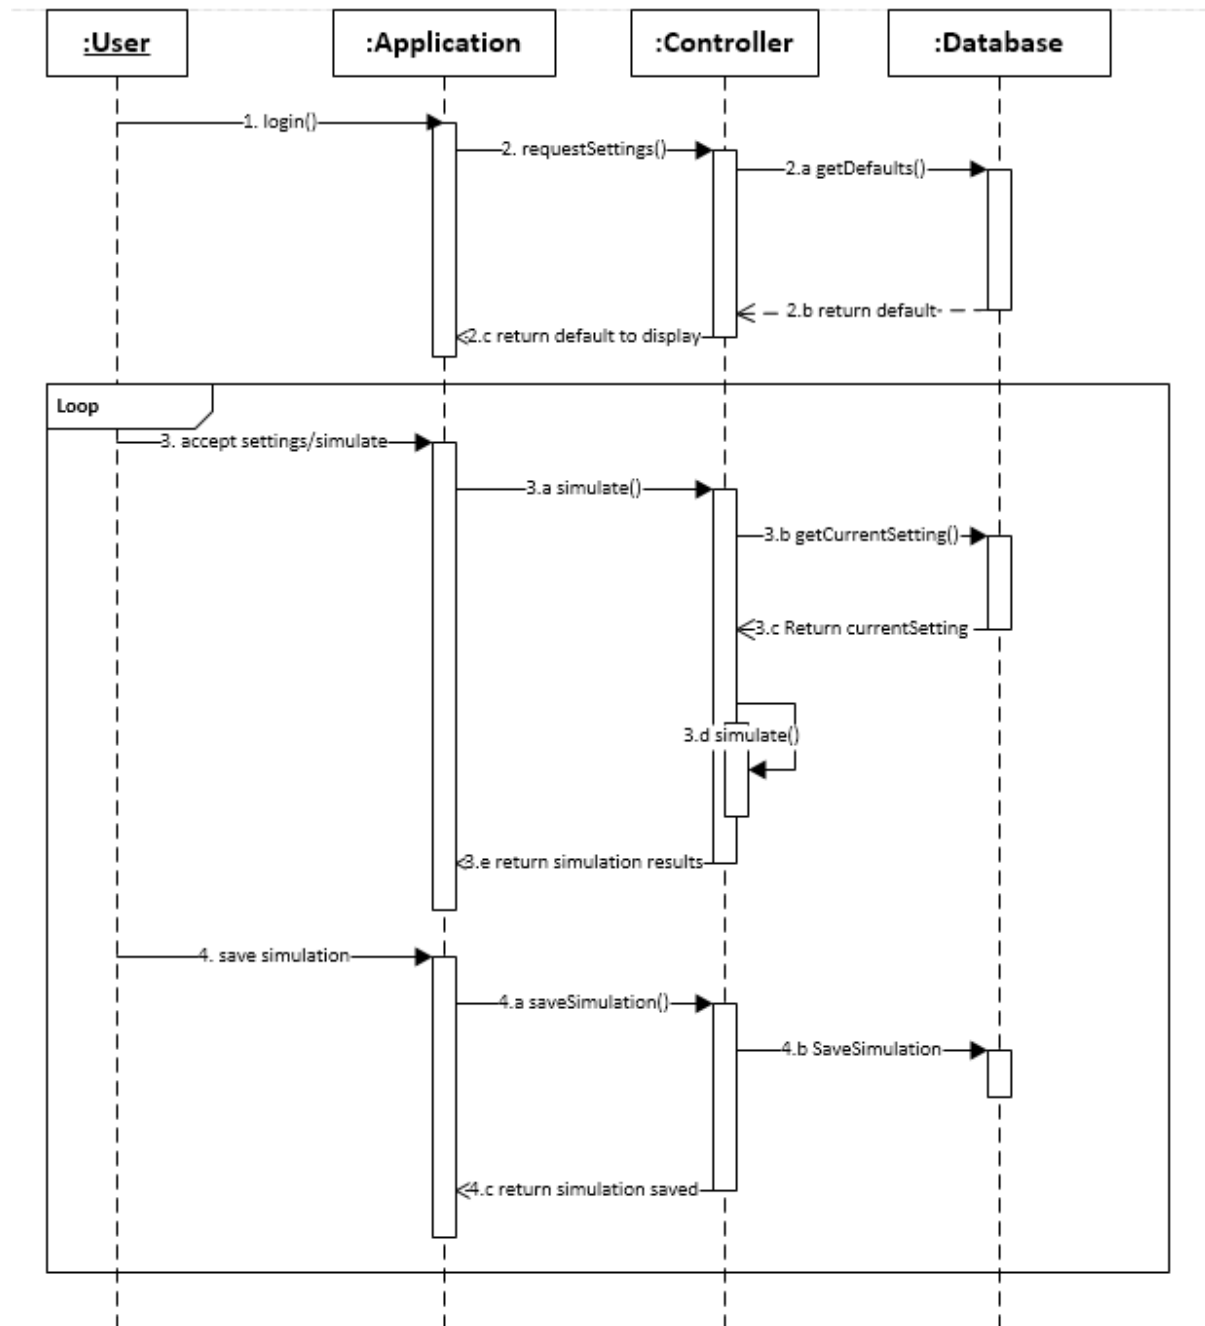 :User
:Application
:Controller
:Database
1. login()
2. requestSettings()
2.a getDefaults()
2.b return default
2.c return default to display
Loop
3. accept settings/simulate
3.a simulate()
3.b getCurrentSetting()
3.c Return currentSetting
3.d simulate()
3.e return simulation results
4. save simulation
4.a saveSimulation()
4.b SaveSimulation
4.c return simulation saved